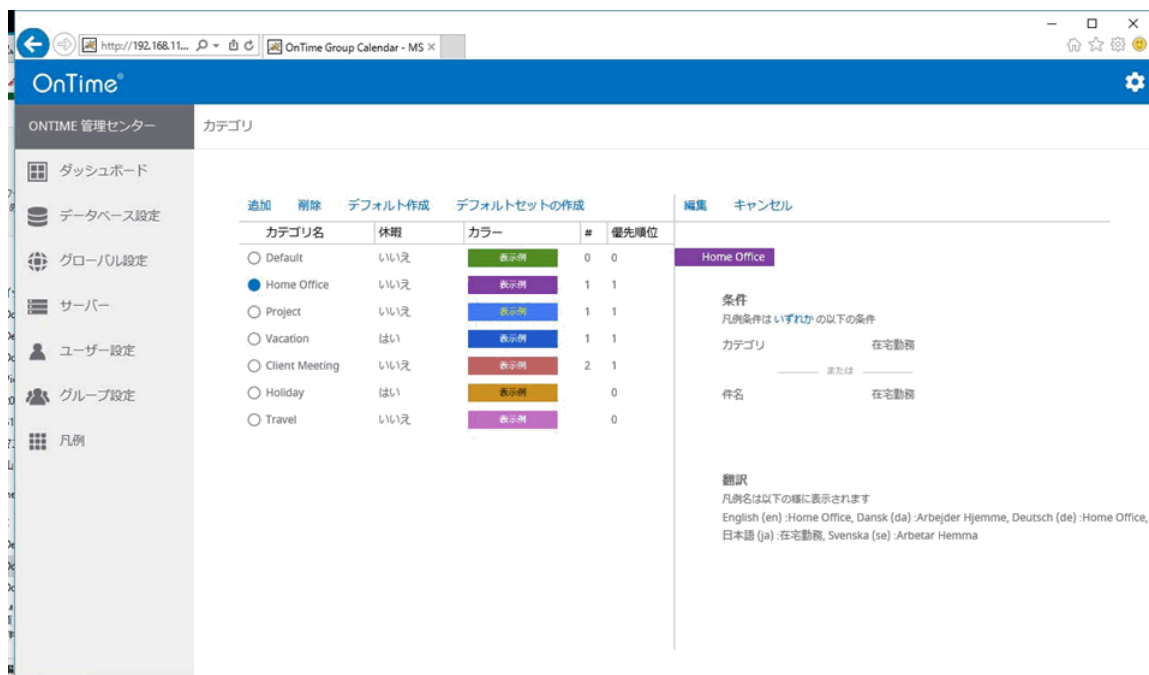 http://192.168.11...
OnTime Group Calendar - MS
OnTime®
ONTIME 管理センター
カテゴリ
ダッシュボード
データベース設定
グローバル設定
サーバー
ユーザー設定
グループ設定
凡例
追加 削除 デフォルト作成 デフォルトセットの作成
カテゴリ名 休暇 カラー # 優先順位
Default いいえ 表示例 0 0
Home Office いいえ 表示例 1 1
Project いいえ 表示例 1 1
Vacation はい 表示例 1 1
Client Meeting いいえ 表示例 2 1
Holiday はい 表示例 0
Travel いいえ 表示例 0
編集 キャンセル
Home Office
条件
凡例条件は いずれか の以下の条件
カテゴリ 在宅勤務
または
件名 在宅勤務
翻訳
凡例名は以下の様に表示されます
English (en) :Home Office, Dansk (da) :Arbejder Hjemme, Deutsch (de) :Home Office,
日本語 (ja) :在宅勤務, Svenska (se) :Arbetar Hemma